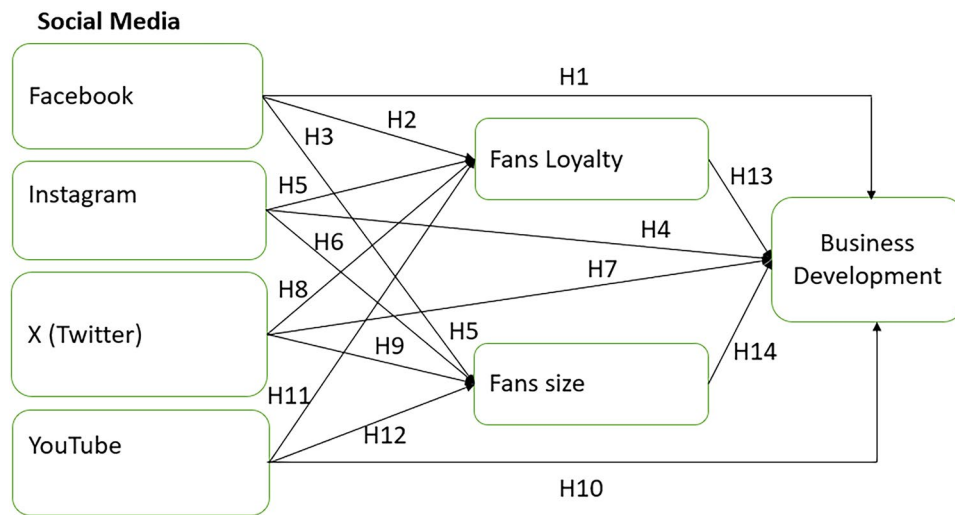 Social Media
Facebook
H1
H2
H3
Fans Loyalty
Instagram
H5
H13
H4
H6
Business
Development
H7
H8
X (Twitter)
H9
H5
H14
Fans size
H11
H12
YouTube
H10